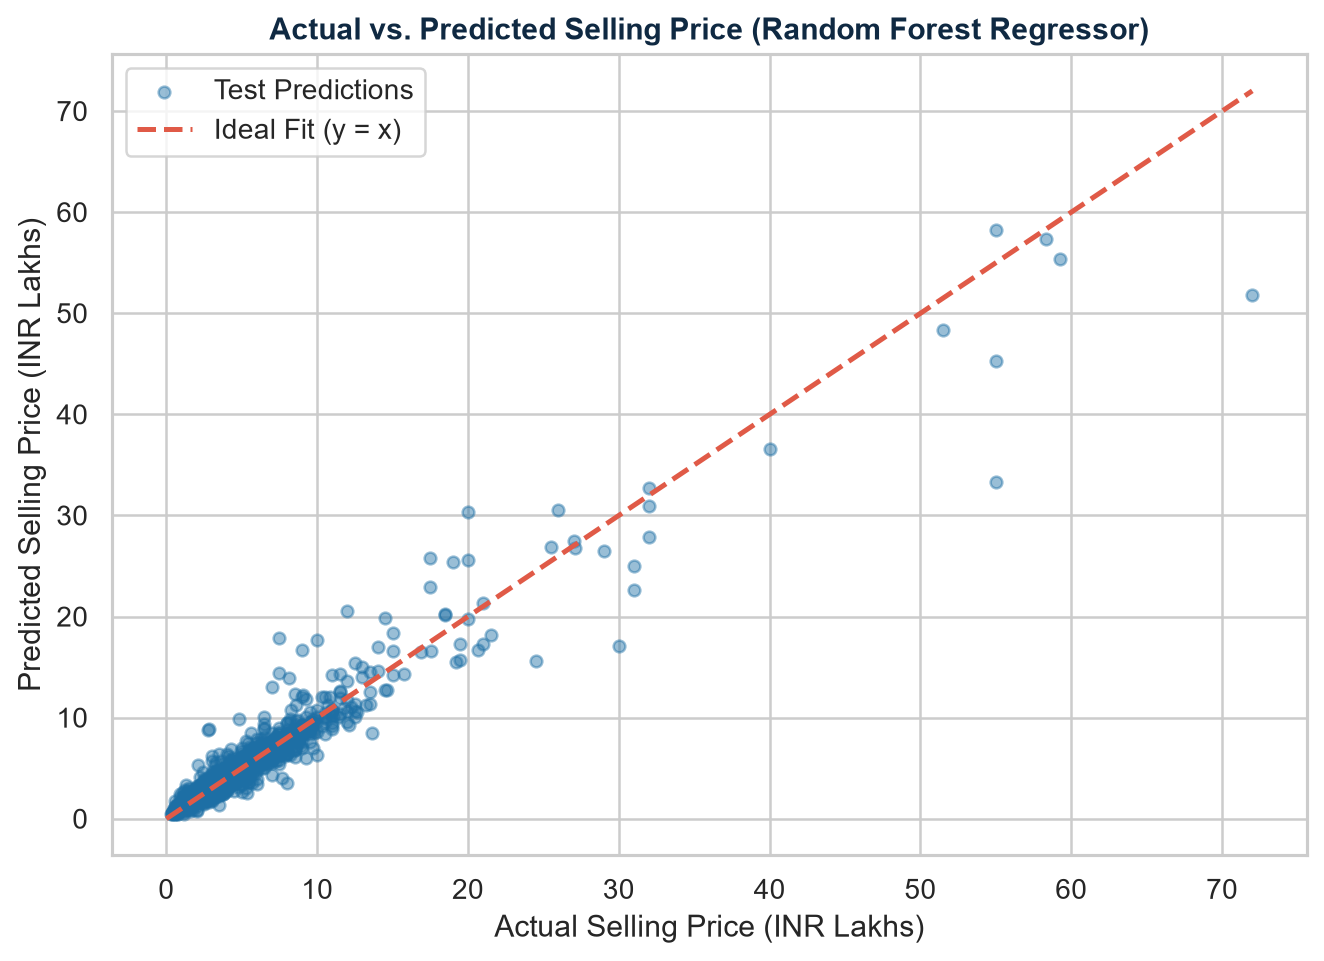 Actual vs. Predicted Selling Price (Random Forest Regressor)
Test Predictions
Ideal Fit (y = x)
Predicted Selling Price (INR Lakhs)
70
60
50
40
30
20
10
0
0 10 20 30 40 50 60 70
Actual Selling Price (INR Lakhs)